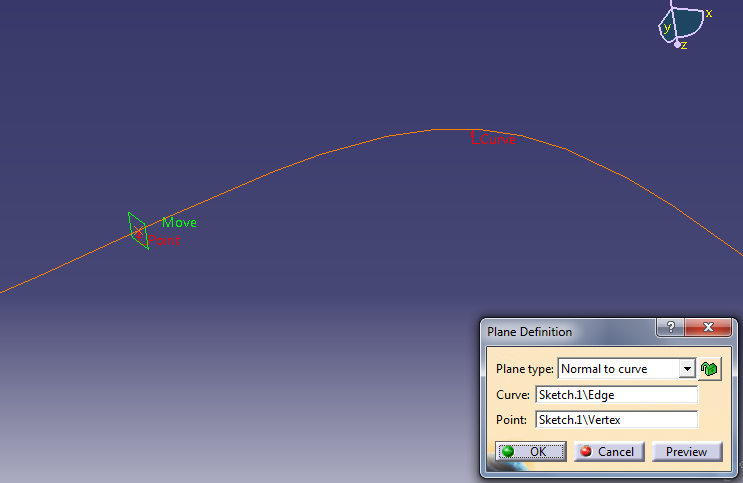 x
y
z
Curve
Move
Point
Plane Definition
?
Plane type: Normal to curve
Curve: Sketch.1\Edge
Point: Sketch.1\Vertex
OK Cancel Preview